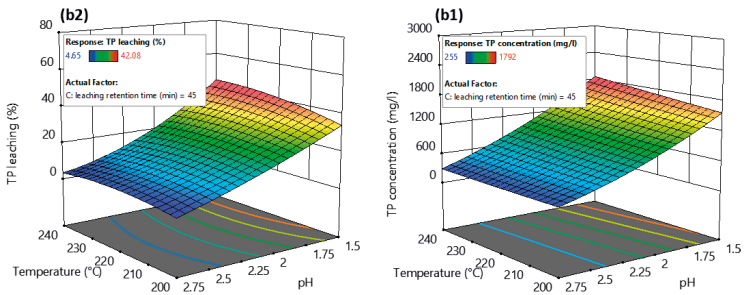 (b2)
Response: TP leaching (%)
4.65 42.08
Actual Factor:
C: leaching retention time (min) = 45
TP leaching (%)
80
60
40
20
0
240
230
220
210
200
Temperature (°C)
2.75
2.5
2.25
2
1.75
1.5
pH
(b1)
Response: TP concentration (mg/l)
255 1792
Actual Factor:
C: leaching retention time (min) = 45
TP concentration (mg/l)
3000
2400
1800
1200
600
0
240
230
220
210
200
Temperature (°C)
2.75
2.5
2.25
2
1.75
1.5
pH